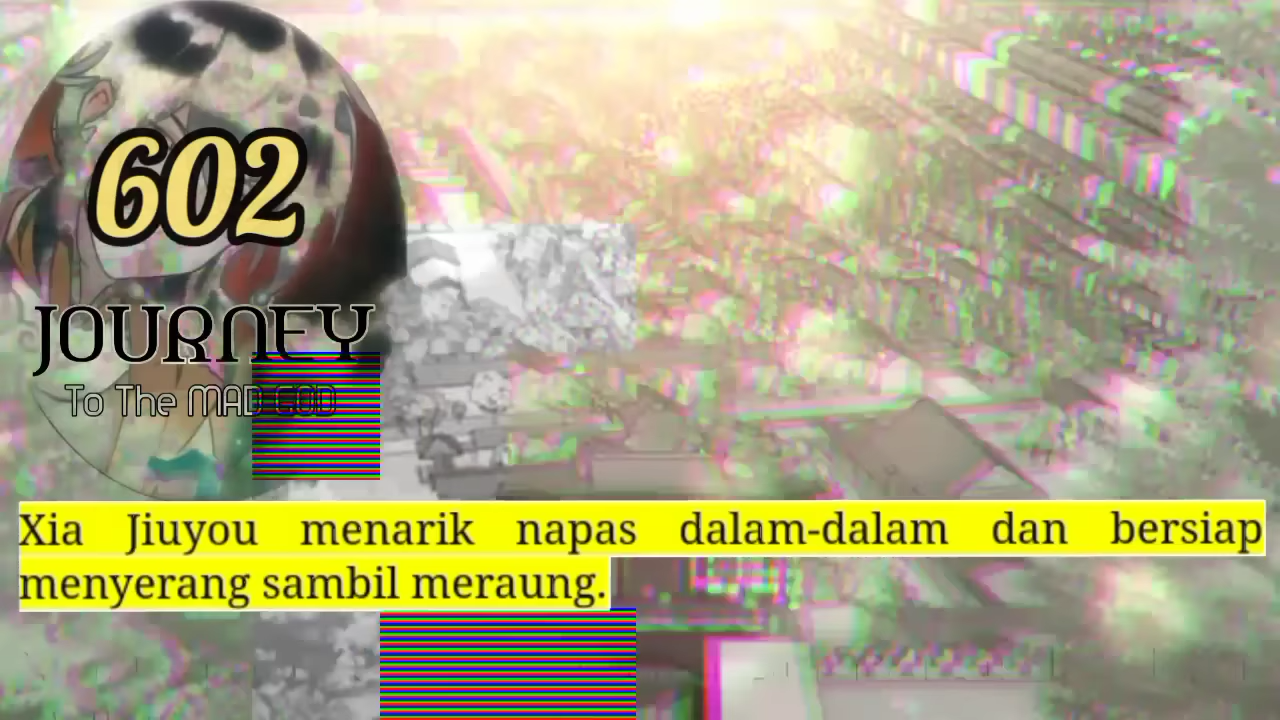 602
JOURNEY
To The MAD GOD
Xia Jiuyou menarik napas dalam-dalam dan bersiap
menyerang sambil meraung.